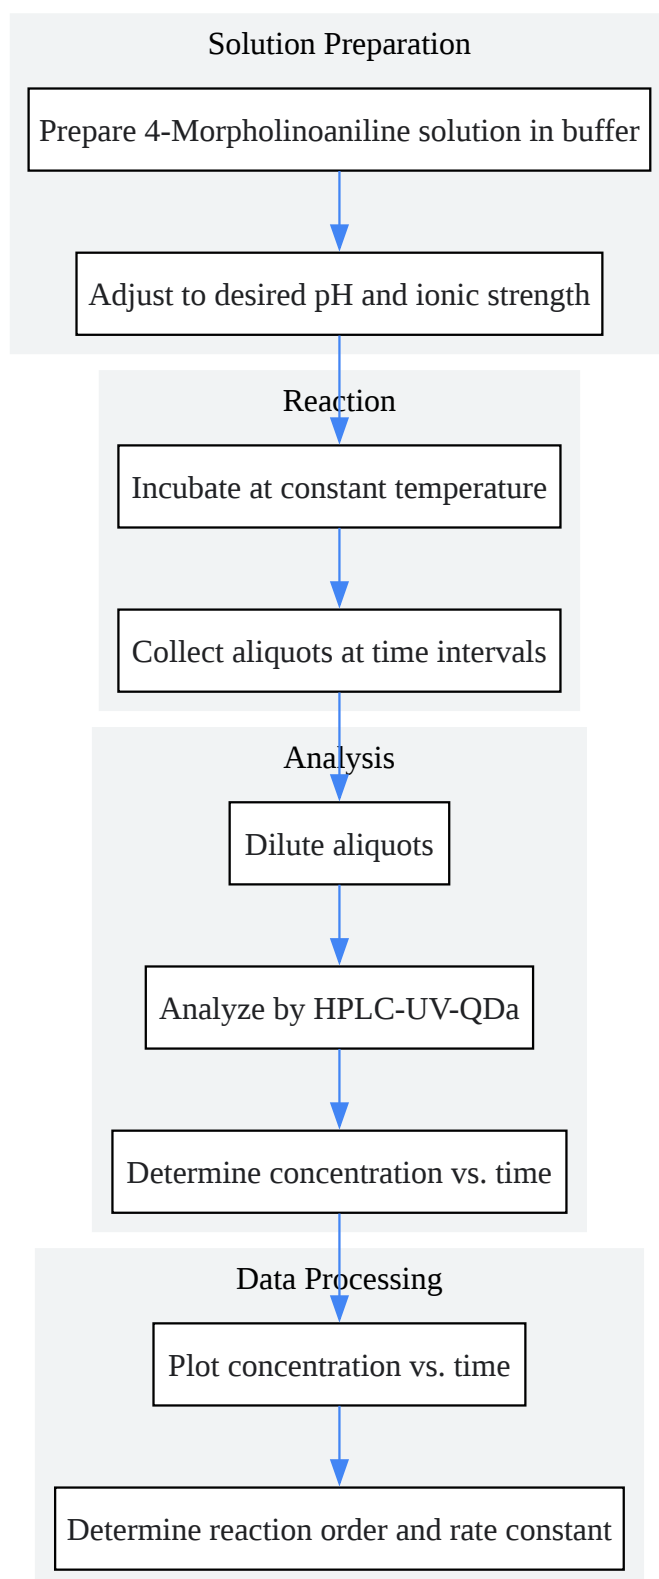 Solution Preparation
Prepare 4-Morpholinoaniline solution in buffer
Adjust to desired pH and ionic strength
Reaction
Incubate at constant temperature
Collect aliquots at time intervals
Analysis
Dilute aliquots
Analyze by HPLC-UV-QDa
Determine concentration vs. time
Data Processing
Plot concentration vs. time
Determine reaction order and rate constant